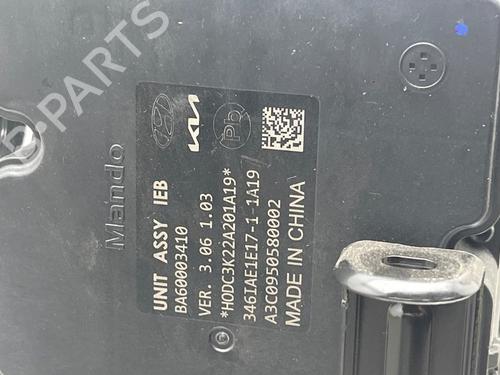 Mando
KIA
Pb
UNIT ASSY IEB
BA60003410
VER. 3.06 1.03
*HODC3K22A201A19*
346IAE1E17-1-1A19
A3C0950580002
MADE IN CHINA